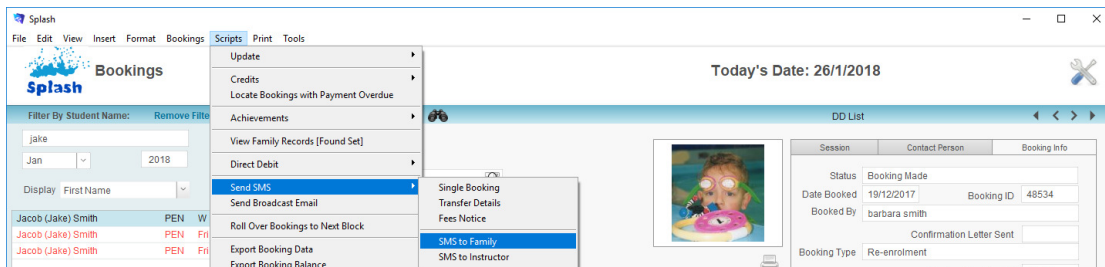 Splash
File Edit View Insert Format Bookings Scripts Print Tools
Splash
Bookings
Today's Date: 26/1/2018
Filter By Student Name: Remove Filte
DD List
jake
Jan 2018
Display First Name
Jacob (Jake) Smith PEN W
Jacob (Jake) Smith PEN Fri
Jacob (Jake) Smith PEN Fri
Update
Credits
Locate Bookings with Payment Overdue
Achievements
View Family Records [Found Set]
Direct Debit
Send SMS
Send Broadcast Email
Roll Over Bookings to Next Block
Export Booking Data
Export Booking Balance
Single Booking
Transfer Details
Fees Notice
SMS to Family
SMS to Instructor
Session Contact Person Booking Info
Status Booking Made
Date Booked 19/12/2017 Booking ID 48534
Booked By barbara smith
Confirmation Letter Sent
Booking Type Re-enrolment